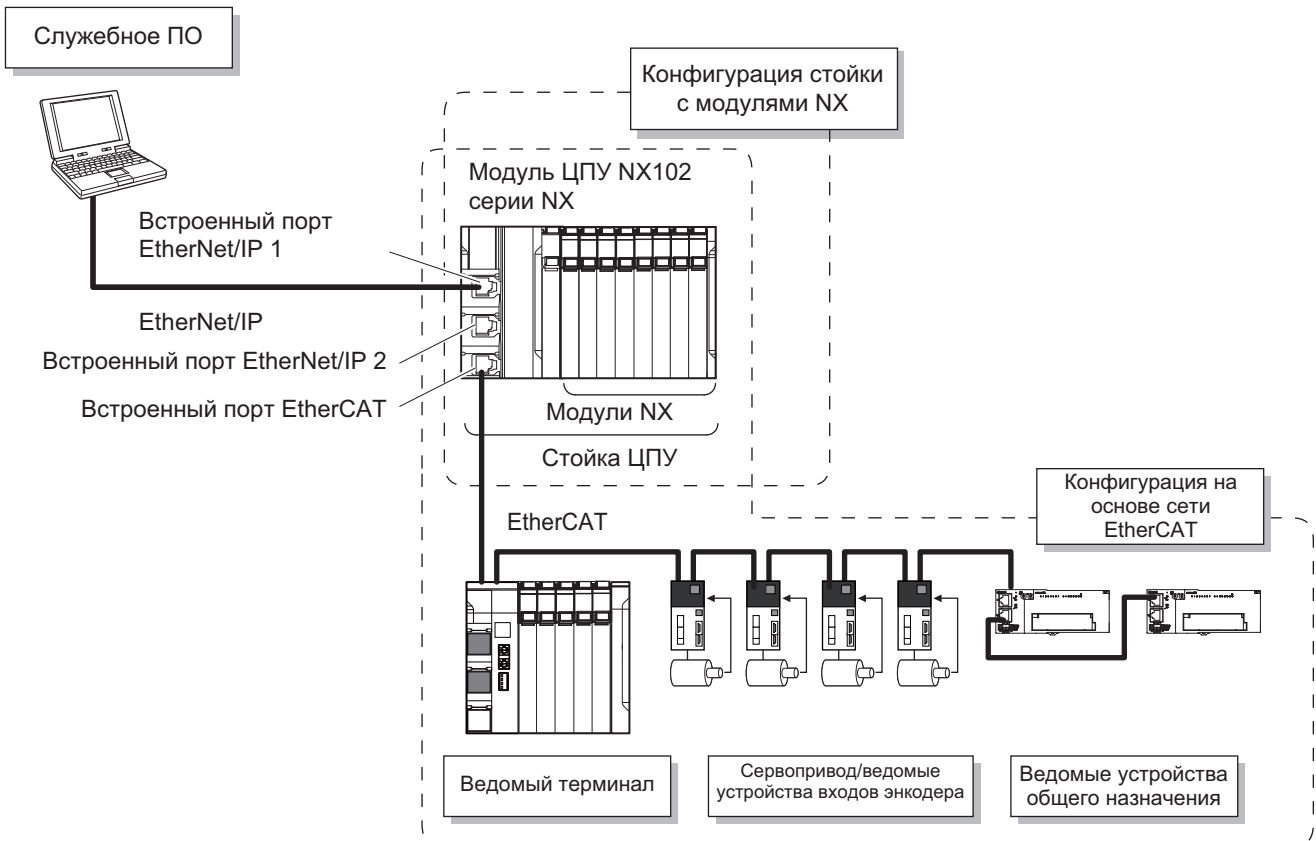 Служебное ПО
Конфигурация стойки
с модулями NX
Модуль ЦПУ NX102
серии NX
Встроенный порт
EtherNet/IP 1
EtherNet/IP
Встроенный порт EtherNet/IP 2
Встроенный порт EtherCAT
Модули NX
Стойка ЦПУ
EtherCAT
Конфигурация на
основе сети
EtherCAT
Ведомый терминал
Сервопривод/ведомые
устройства входов энкодера
Ведомые устройства
общего назначения